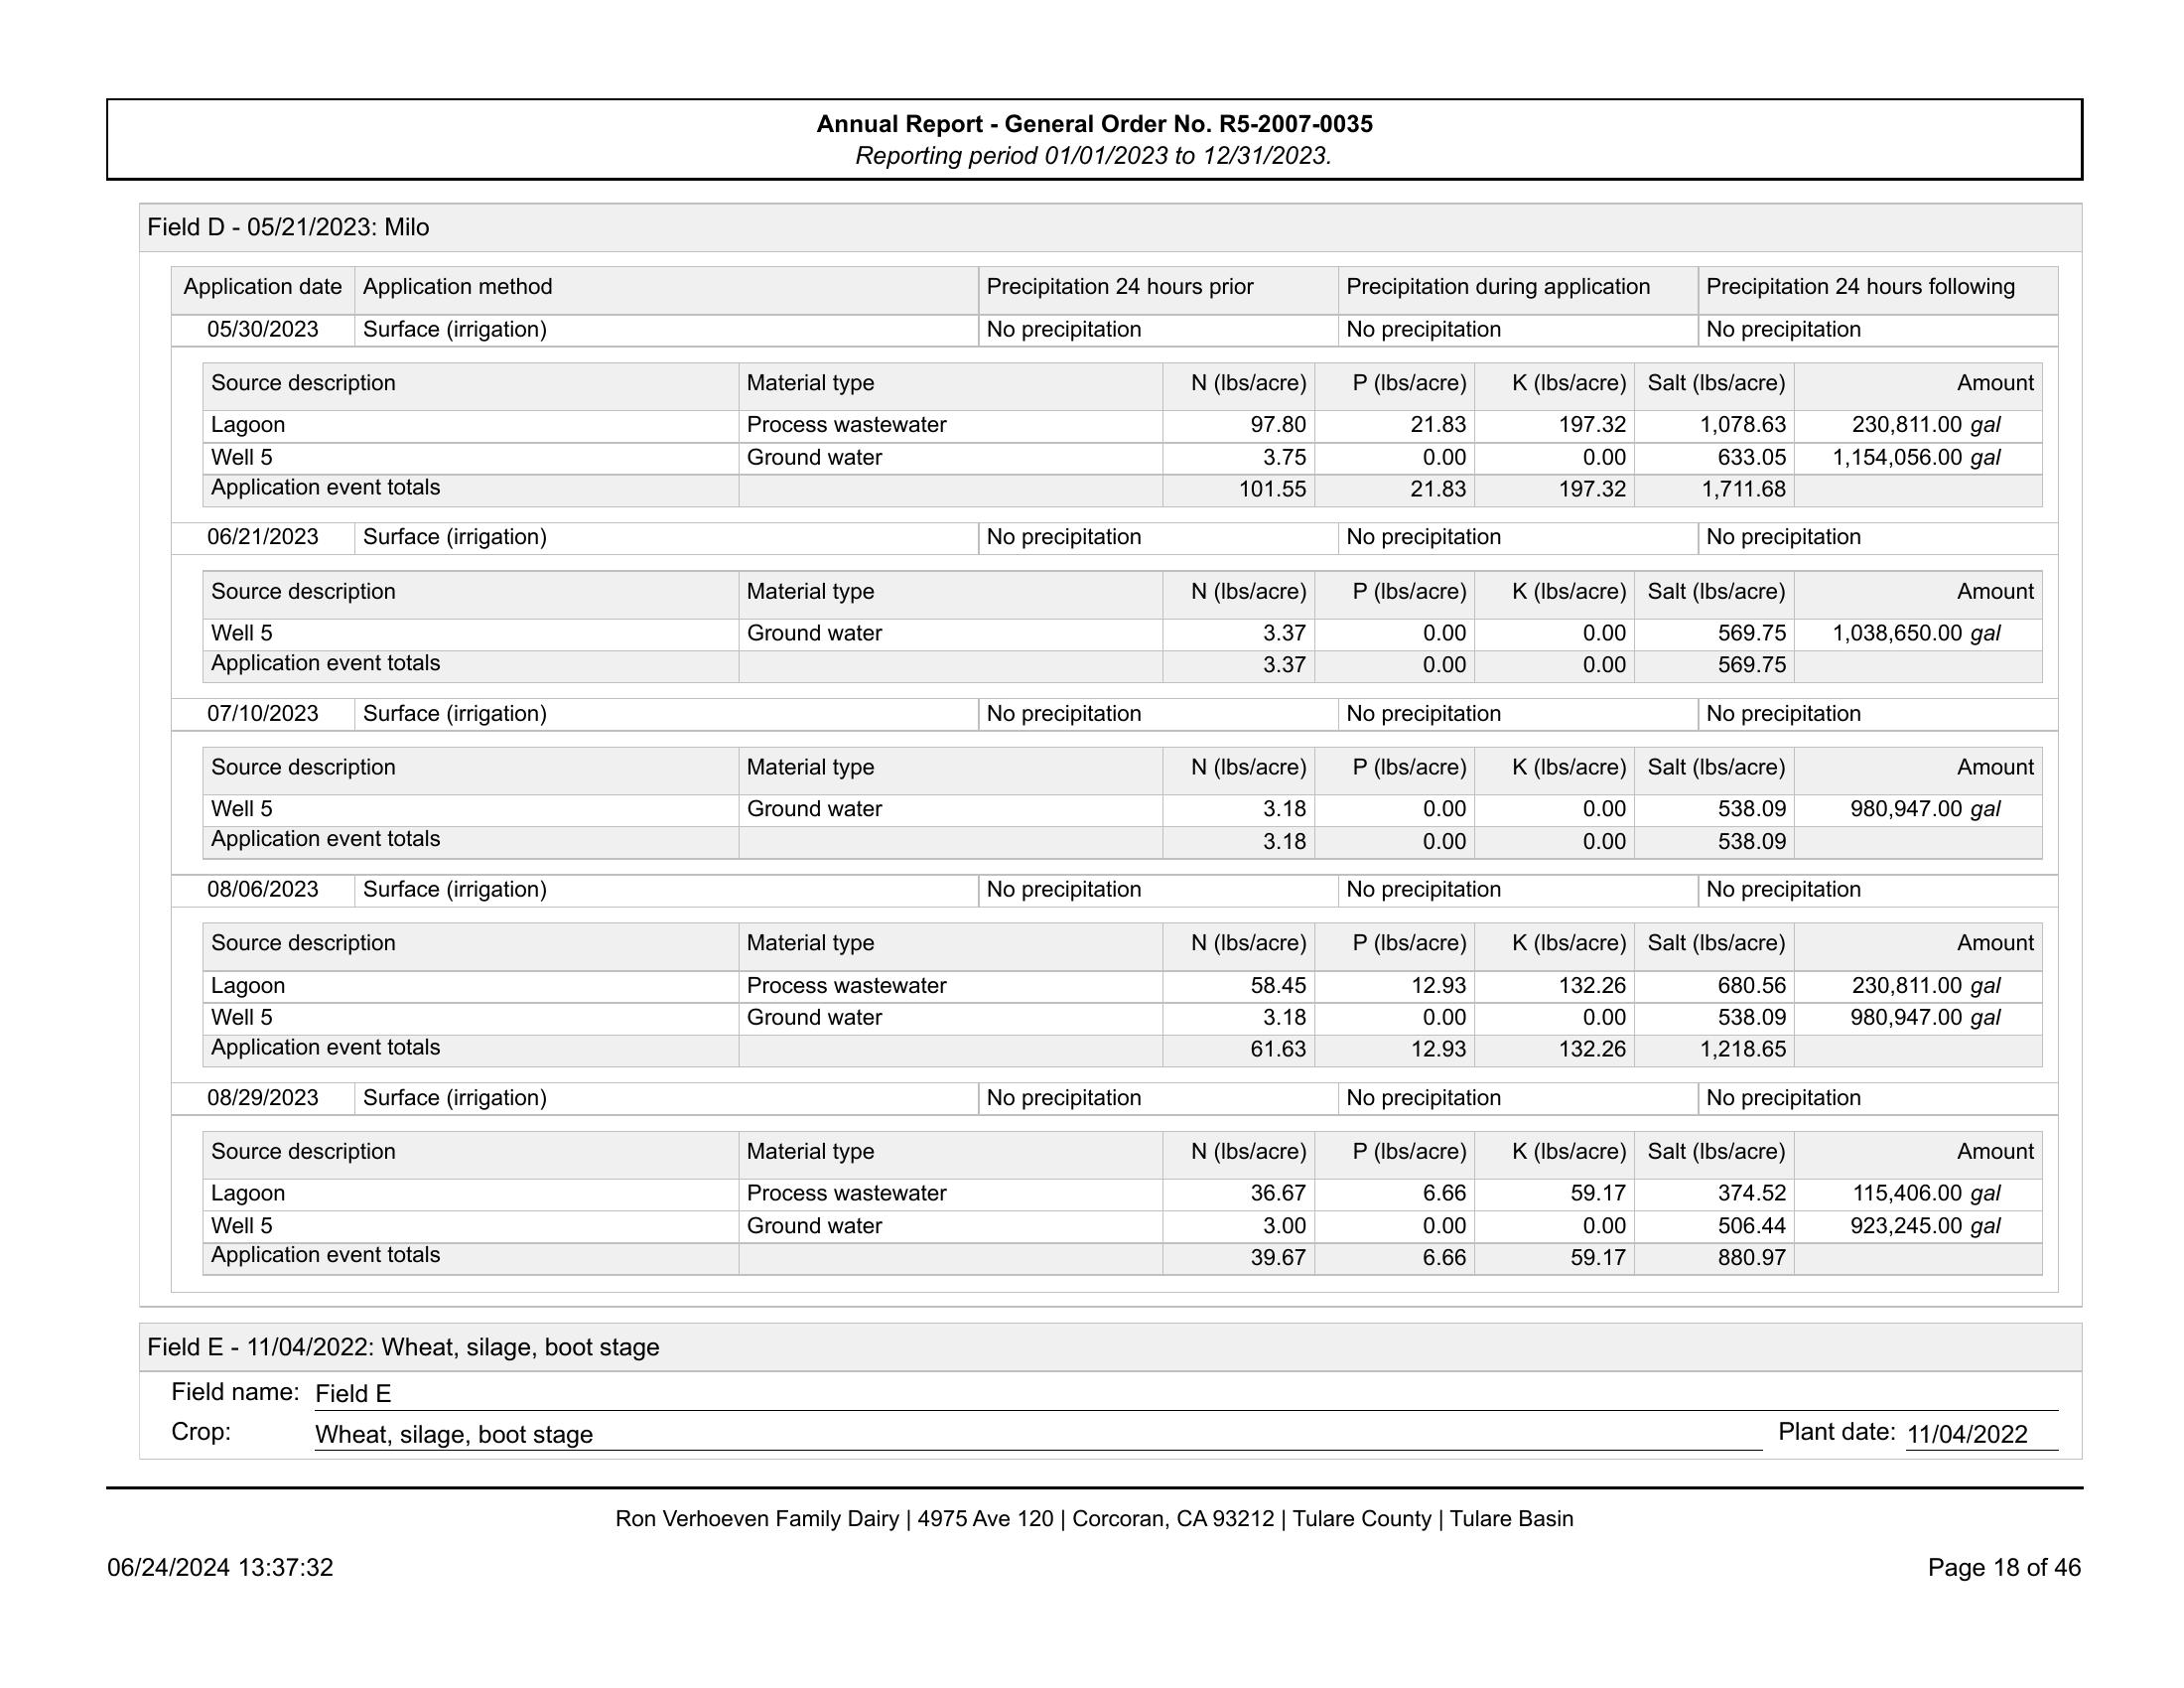 Annual Report - General Order No. R5-2007-0035
Reporting period 01/01/2023 to 12/31/2023.
Field D - 05/21/2023: Milo
Application date Application method Precipitation 24 hours prior Precipitation during application Precipitation 24 hours following
05/30/2023 Surface (irrigation) No precipitation No precipitation No precipitation
Source description Material type N (lbs/acre) P (lbs/acre) K (lbs/acre) Salt (lbs/acre) Amount
Lagoon Process wastewater 97.80 21.83 197.32 1,078.63 230,811.00 gal
Well 5 Ground water 3.75 0.00 0.00 633.05 1,154,056.00 gal
Application event totals 101.55 21.83 197.32 1,711.68
06/21/2023 Surface (irrigation) No precipitation No precipitation No precipitation
Source description Material type N (lbs/acre) P (lbs/acre) K (lbs/acre) Salt (lbs/acre) Amount
Well 5 Ground water 3.37 0.00 0.00 569.75 1,038,650.00 gal
Application event totals 3.37 0.00 0.00 569.75
07/10/2023 Surface (irrigation) No precipitation No precipitation No precipitation
Source description Material type N (lbs/acre) P (lbs/acre) K (lbs/acre) Salt (lbs/acre) Amount
Well 5 Ground water 3.18 0.00 0.00 538.09 980,947.00 gal
Application event totals 3.18 0.00 0.00 538.09
08/06/2023 Surface (irrigation) No precipitation No precipitation No precipitation
Source description Material type N (lbs/acre) P (lbs/acre) K (lbs/acre) Salt (lbs/acre) Amount
Lagoon Process wastewater 58.45 12.93 132.26 680.56 230,811.00 gal
Well 5 Ground water 3.18 0.00 0.00 538.09 980,947.00 gal
Application event totals 61.63 12.93 132.26 1,218.65
08/29/2023 Surface (irrigation) No precipitation No precipitation No precipitation
Source description Material type N (lbs/acre) P (lbs/acre) K (lbs/acre) Salt (lbs/acre) Amount
Lagoon Process wastewater 36.67 6.66 59.17 374.52 115,406.00 gal
Well 5 Ground water 3.00 0.00 0.00 506.44 923,245.00 gal
Application event totals 39.67 6.66 59.17 880.97
Field E - 11/04/2022: Wheat, silage, boot stage
Field name: Field E
Crop: Wheat, silage, boot stage Plant date: 11/04/2022
Ron Verhoeven Family Dairy | 4975 Ave 120 | Corcoran, CA 93212 | Tulare County | Tulare Basin
06/24/2024 13:37:32 Page 18 of 46